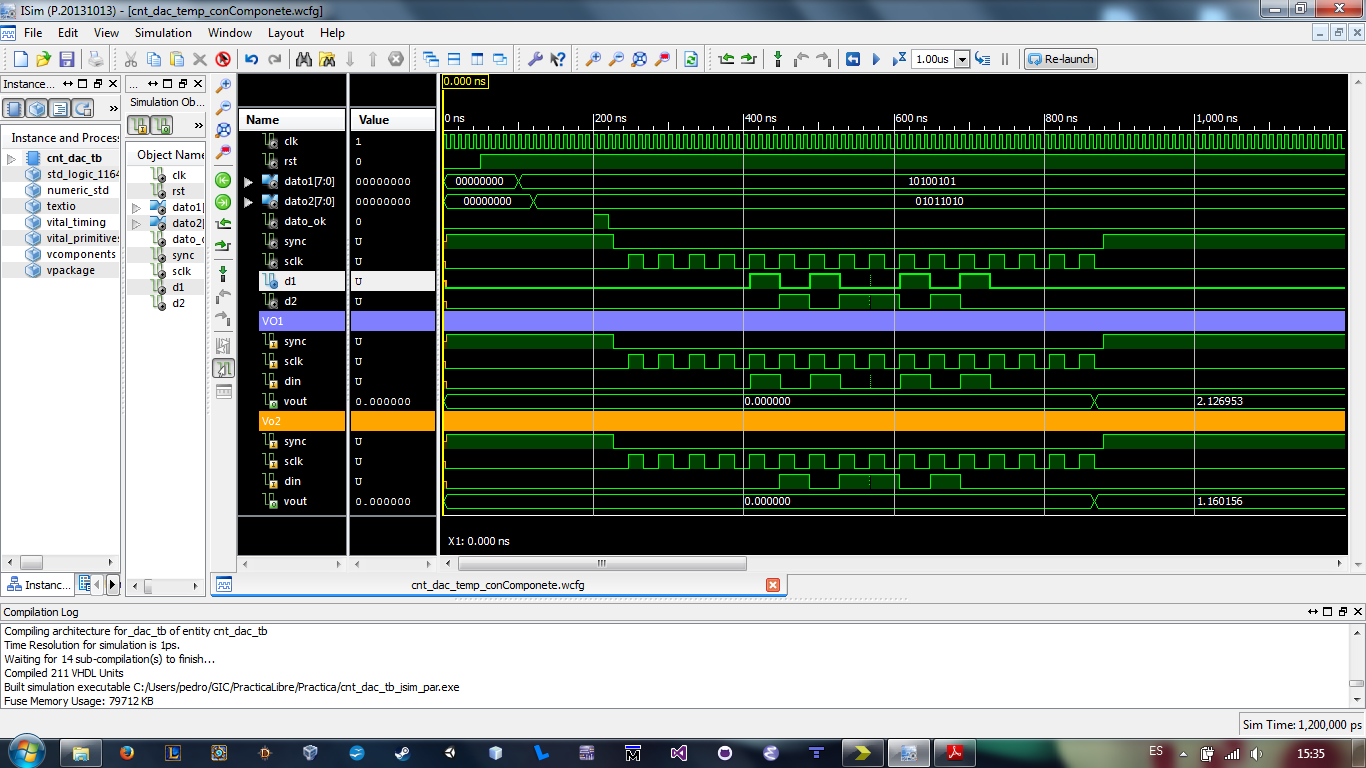 ISim (P.20131013) - [cnt_dac_temp_conComponete.wcfg]
File Edit View Simulation Window Layout Help
1.00us Re-launch
Instance...
...
Simulation Ob...
Instance and Proces
cnt_dac_tb
std_logic_1164
numeric_std
textio
vital_timing
vital_primitives
vcomponents
vpackage
Object Name
clk
rst
dato1[
dato2[
dato_o
sync
sclk
d1
d2
Name Value
0.000 ns
0 ns 200 ns 400 ns 600 ns 800 ns 1,000 ns
clk 1
rst 0
dato1[7:0] 00000000 00000000 10100101
dato2[7:0] 00000000 00000000 01011010
dato_ok 0
sync U
sclk U
d1 U
d2 U
VO1
sync U
sclk U
din U
vout 0.000000 0.000000 2.126953
Vo2
sync U
sclk U
din U
vout 0.000000 0.000000 1.160156
X1: 0.000 ns
Instanc...
cnt_dac_temp_conComponete.wcfg
Compilation Log
Compiling architecture for_dac_tb of entity cnt_dac_tb
Time Resolution for simulation is 1ps.
Waiting for 14 sub-compilation(s) to finish...
Compiled 211 VHDL Units
Built simulation executable C:/Users/pedro/GIC/PracticaLibre/Practica/cnt_dac_tb_isim_par.exe
Fuse Memory Usage: 79712 KB
Sim Time: 1,200,000 ps
ES 15:35